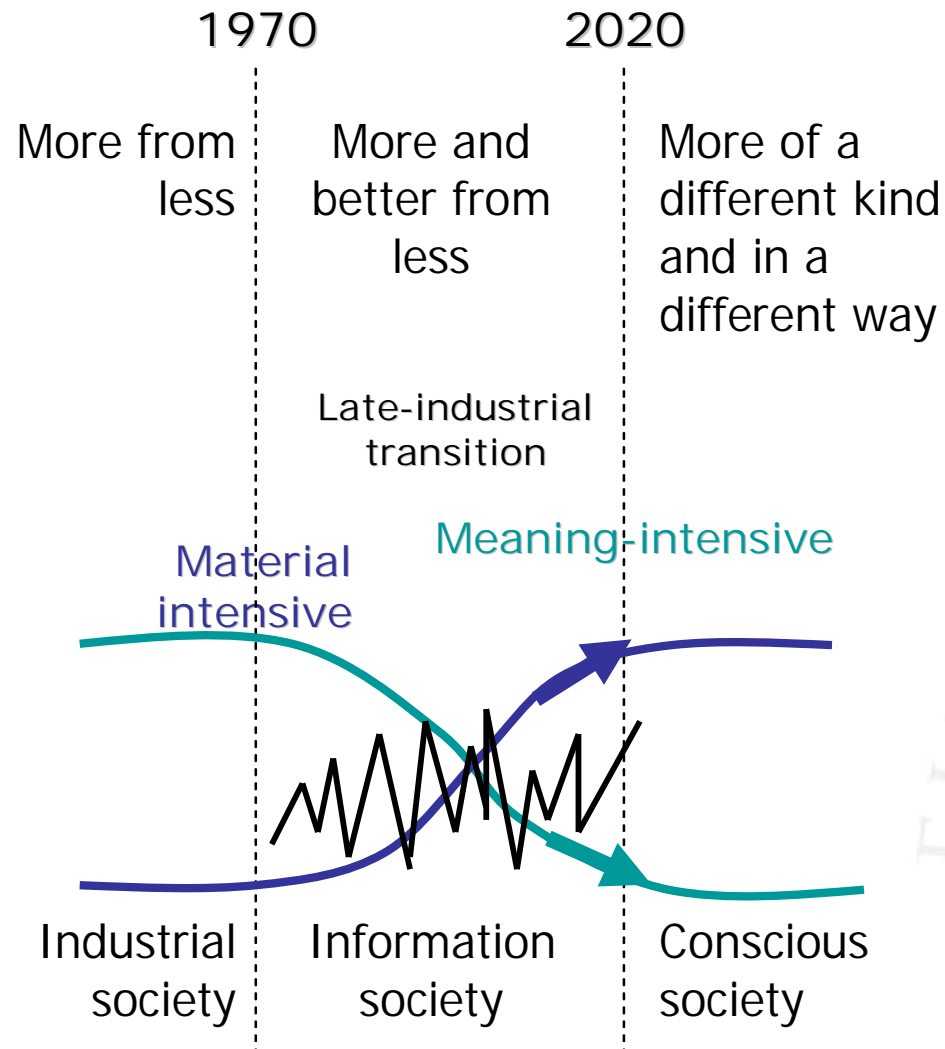 1970
2020
More from
less
More and
better from
less
More of a
different kind
and in a
different way
Late-industrial
transition
Material
intensive
Meaning-intensive
Industrial
society
Information
society
Conscious
society